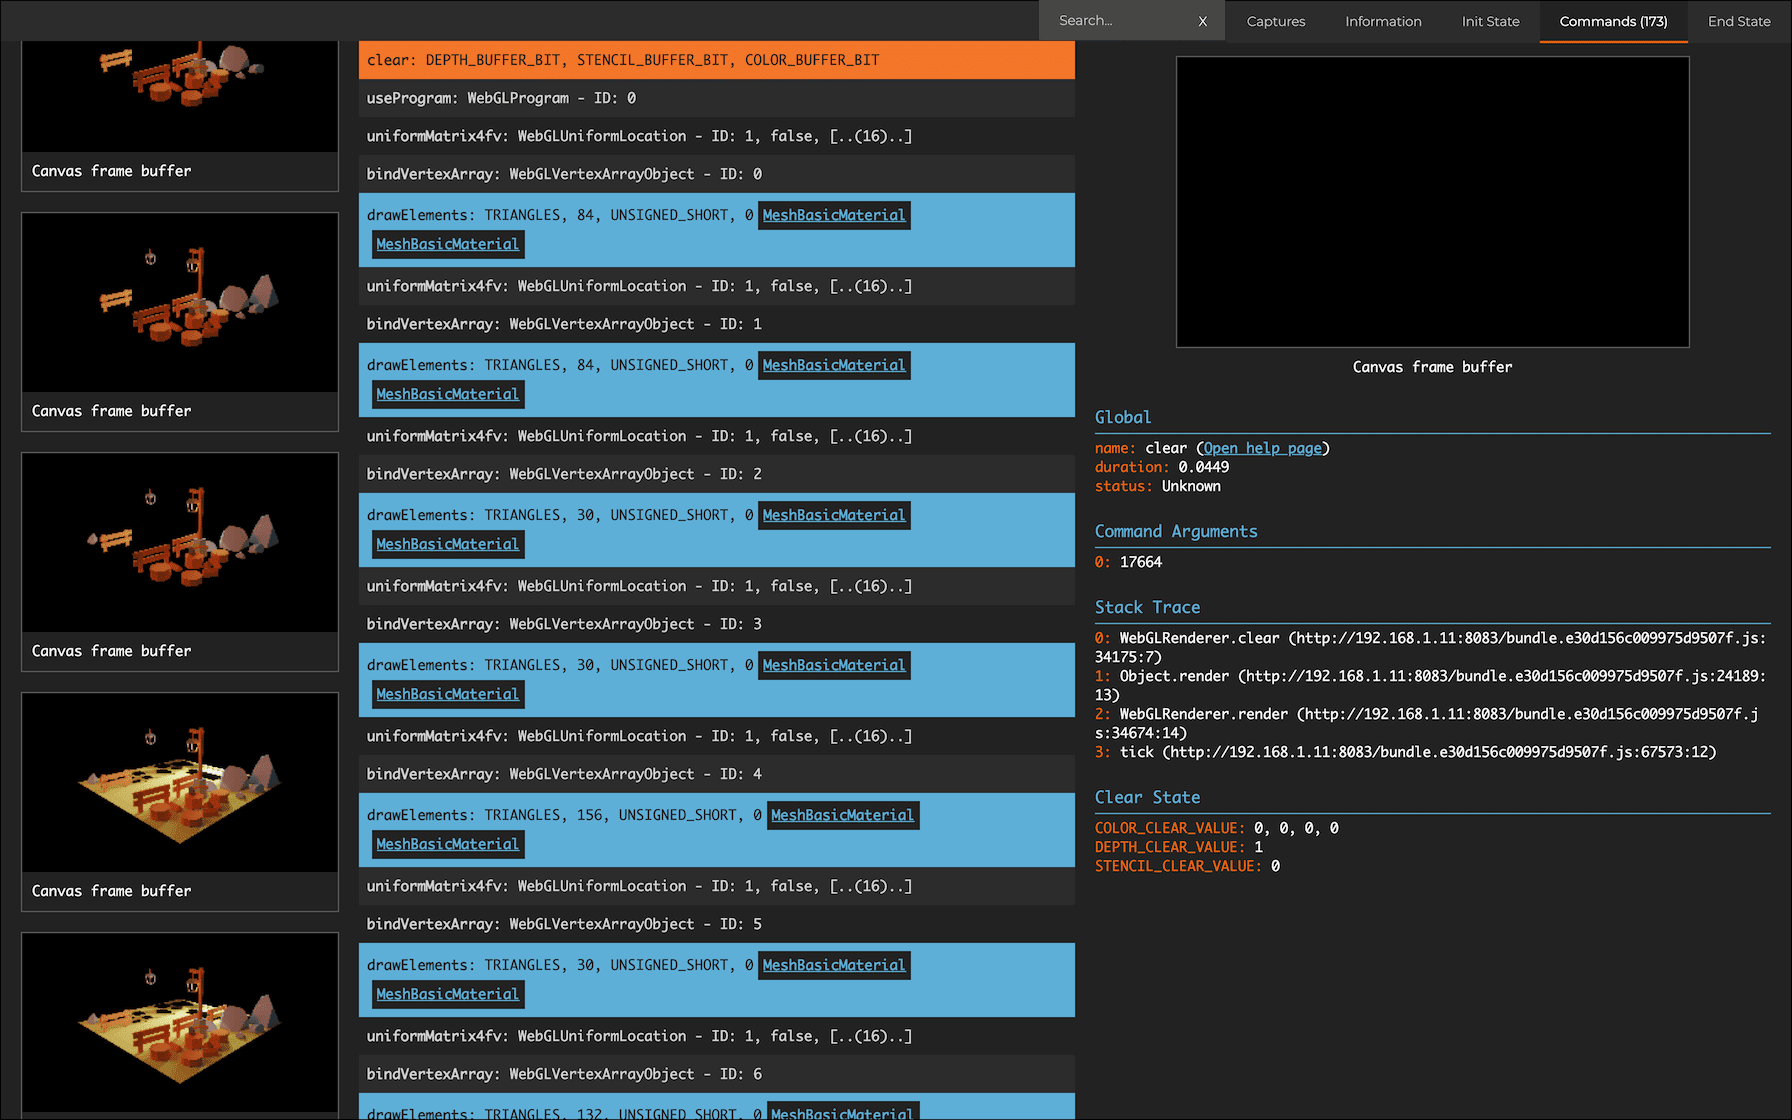 Search...
X
Captures
Information
Init State
Commands (173)
End State
Canvas frame buffer
Canvas frame buffer
Canvas frame buffer
Canvas frame buffer
clear: DEPTH_BUFFER_BIT, STENCIL_BUFFER_BIT, COLOR_BUFFER_BIT
useProgram: WebGLProgram - ID: 0
uniformMatrix4fv: WebGLUniformLocation - ID: 1, false, [..(16)..]
bindVertexArray: WebGLVertexArrayObject - ID: 0
drawElements: TRIANGLES, 84, UNSIGNED_SHORT, 0 MeshBasicMaterial
MeshBasicMaterial
uniformMatrix4fv: WebGLUniformLocation - ID: 1, false, [..(16)..]
bindVertexArray: WebGLVertexArrayObject - ID: 1
drawElements: TRIANGLES, 84, UNSIGNED_SHORT, 0 MeshBasicMaterial
MeshBasicMaterial
uniformMatrix4fv: WebGLUniformLocation - ID: 1, false, [..(16)..]
bindVertexArray: WebGLVertexArrayObject - ID: 2
drawElements: TRIANGLES, 30, UNSIGNED_SHORT, 0 MeshBasicMaterial
MeshBasicMaterial
uniformMatrix4fv: WebGLUniformLocation - ID: 1, false, [..(16)..]
bindVertexArray: WebGLVertexArrayObject - ID: 3
drawElements: TRIANGLES, 30, UNSIGNED_SHORT, 0 MeshBasicMaterial
MeshBasicMaterial
uniformMatrix4fv: WebGLUniformLocation - ID: 1, false, [..(16)..]
bindVertexArray: WebGLVertexArrayObject - ID: 4
drawElements: TRIANGLES, 156, UNSIGNED_SHORT, 0 MeshBasicMaterial
MeshBasicMaterial
uniformMatrix4fv: WebGLUniformLocation - ID: 1, false, [..(16)..]
bindVertexArray: WebGLVertexArrayObject - ID: 5
drawElements: TRIANGLES, 30, UNSIGNED_SHORT, 0 MeshBasicMaterial
MeshBasicMaterial
uniformMatrix4fv: WebGLUniformLocation - ID: 1, false, [..(16)..]
bindVertexArray: WebGLVertexArrayObject - ID: 6
drawElements: TRIANGLES, 132, UNSIGNED_SHORT, 0 MeshBasicMaterial
Canvas frame buffer
Global
name: clear (Open help page)
duration: 0.0449
status: Unknown
Command Arguments
0: 17664
Stack Trace
0: WebGLRenderer.clear (http://192.168.1.11:8083/bundle.e30d156c009975d9507f.js:
34175:7)
1: Object.render (http://192.168.1.11:8083/bundle.e30d156c009975d9507f.js:24189:
13)
2: WebGLRenderer.render (http://192.168.1.11:8083/bundle.e30d156c009975d9507f.j
s:34674:14)
3: tick (http://192.168.1.11:8083/bundle.e30d156c009975d9507f.js:67573:12)
Clear State
COLOR_CLEAR_VALUE: 0, 0, 0, 0
DEPTH_CLEAR_VALUE: 1
STENCIL_CLEAR_VALUE: 0